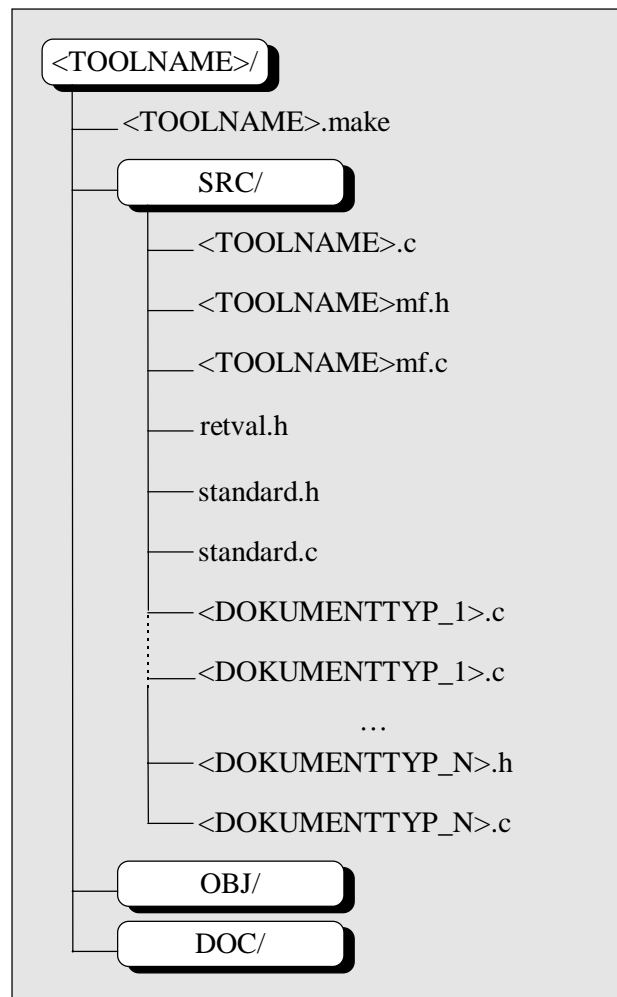 <TOOLNAME>/
<TOOLNAME>.make
SRC/
<TOOLNAME>.c
<TOOLNAME>mf.h
<TOOLNAME>mf.c
retval.h
standard.h
standard.c
<DOKUMENTTYP_1>.c
<DOKUMENTTYP_1>.c
...
<DOKUMENTTYP_N>.h
<DOKUMENTTYP_N>.c
OBJ/
DOC/